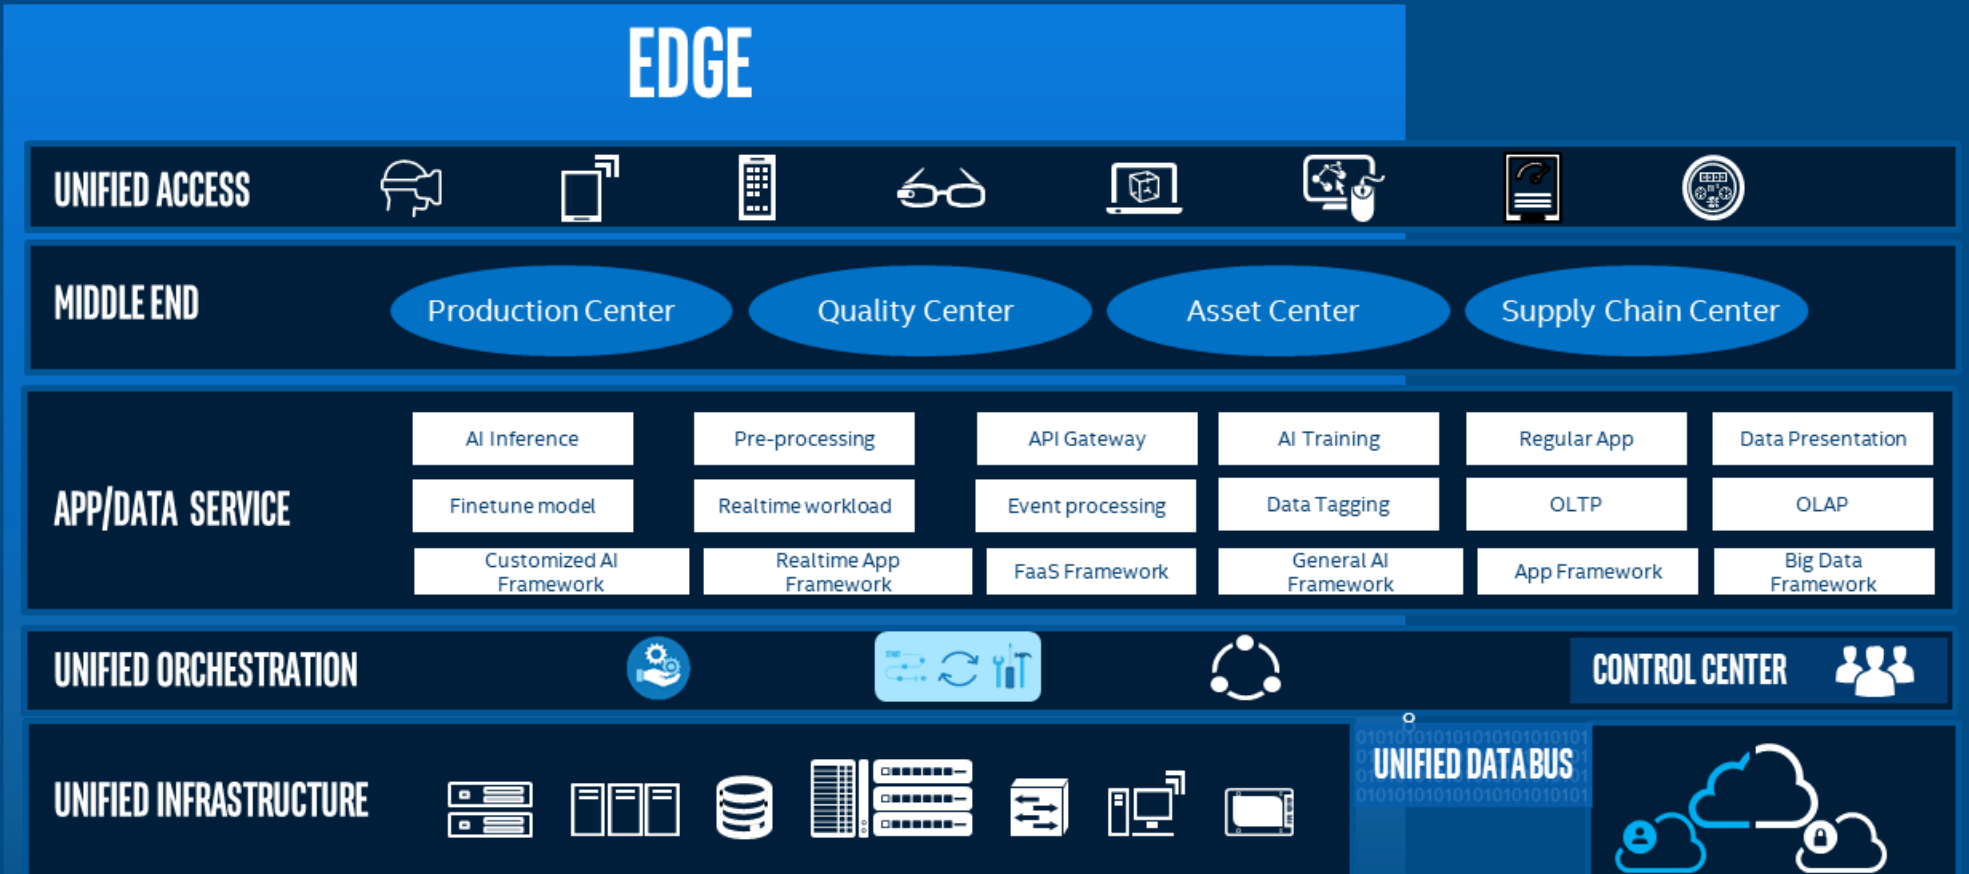 EDGE
UNIFIED ACCESS
MIDDLE END
Production Center
Quality Center
Asset Center
Supply Chain Center
APP/DATA SERVICE
AI Inference
Pre-processing
API Gateway
AI Training
Regular App
Data Presentation
Finetune model
Realtime workload
Event processing
Data Tagging
OLTP
OLAP
Customized AI
Framework
Realtime App
Framework
FaaS Framework
General AI
Framework
App Framework
Big Data
Framework
UNIFIED ORCHESTRATION
START
CONTROL CENTER
UNIFIED INFRASTRUCTURE
UNIFIED DATA BUS